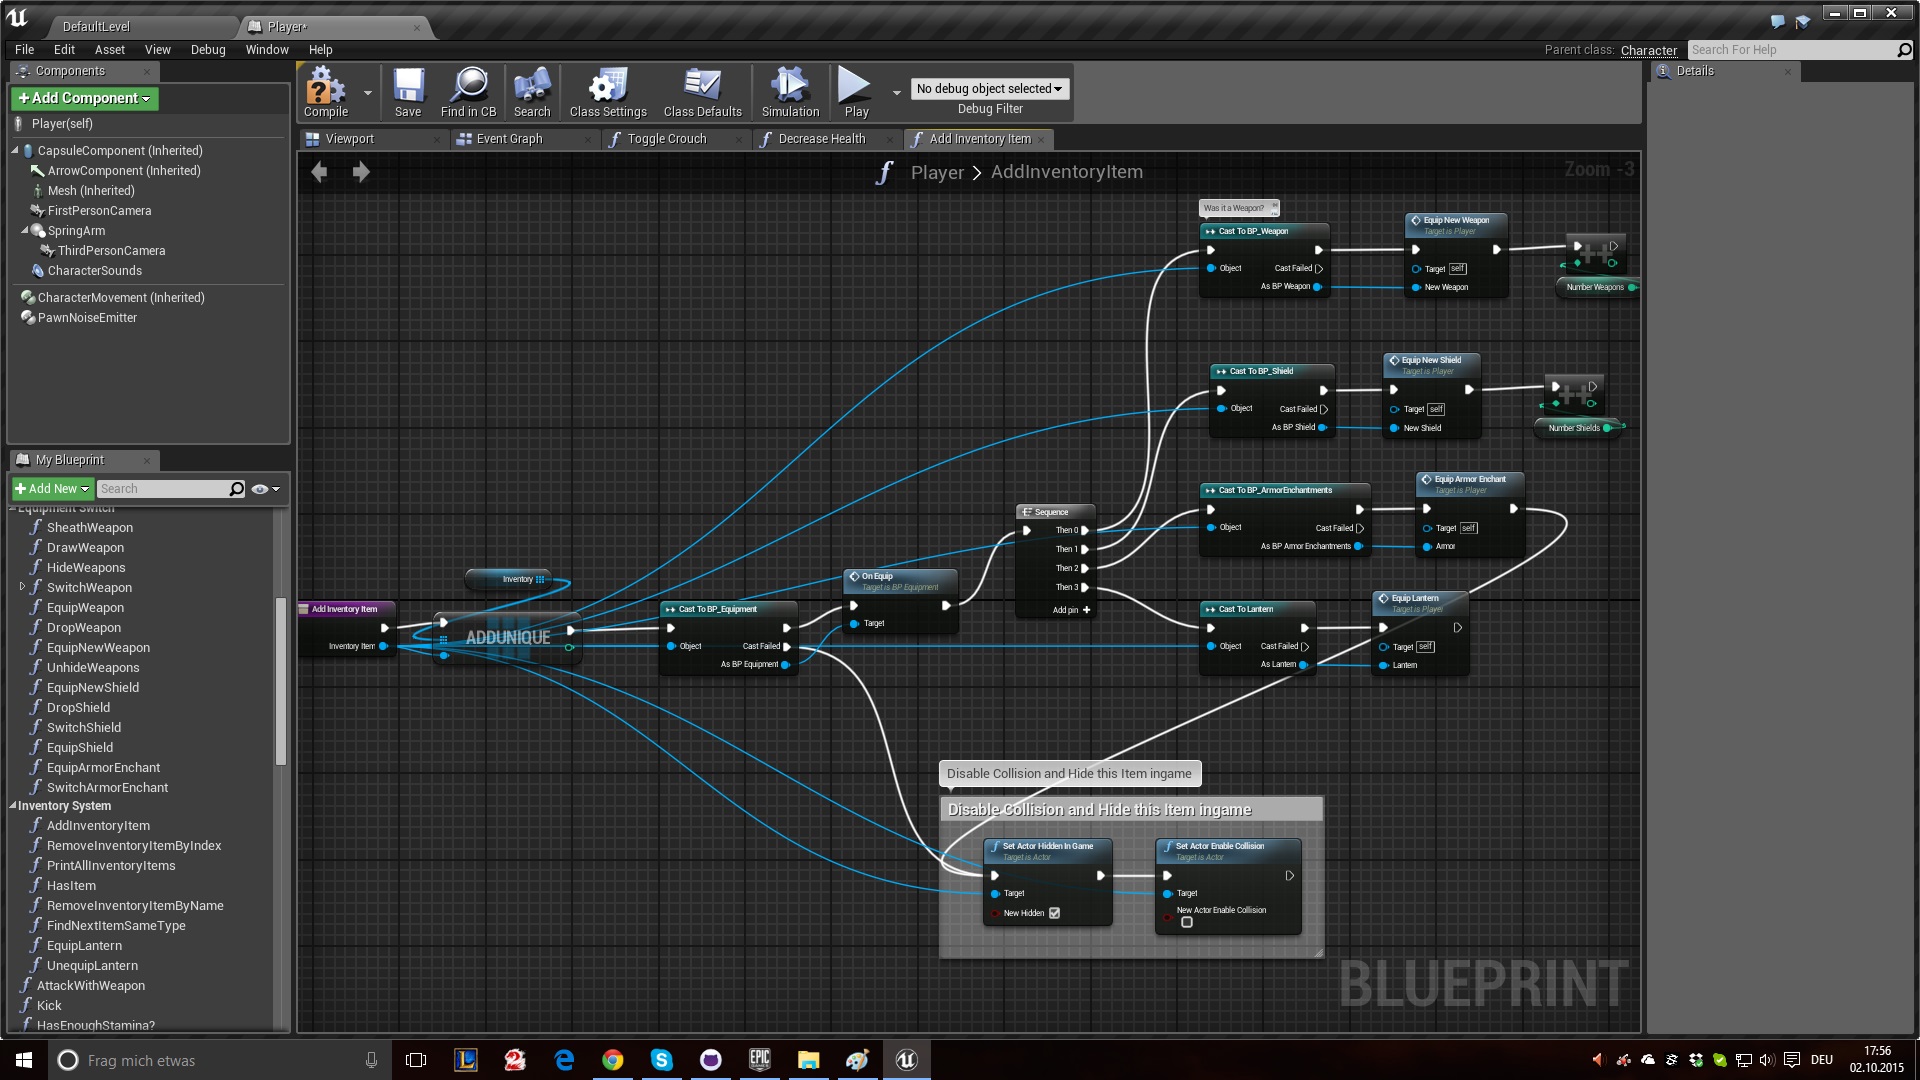 DefaultLevel
Player*
File Edit Asset View Debug Window Help
Parent class: Character
Search For Help
Components
+Add Component
Player(self)
CapsuleComponent (Inherited)
ArrowComponent (Inherited)
Mesh (Inherited)
FirstPersonCamera
SpringArm
ThirdPersonCamera
CharacterSounds
CharacterMovement (Inherited)
PawnNoiseEmitter
My Blueprint
+Add New
Search
Equipment Switch
SheathWeapon
DrawWeapon
HideWeapons
SwitchWeapon
EquipWeapon
DropWeapon
EquipNewWeapon
UnhideWeapons
EquipNewShield
DropShield
SwitchShield
EquipShield
EquipArmorEnchant
SwitchArmorEnchant
Inventory System
AddInventoryItem
RemoveInventoryItemByIndex
PrintAllInventoryItems
HasItem
RemoveInventoryItemByName
FindNextItemSameType
EquipLantern
UnequipLantern
AttackWithWeapon
Kick
HasEnoughStamina?
Compile
Save
Find in CB
Search
Class Settings
Class Defaults
Simulation
Play
No debug object selected
Debug Filter
Viewport
Event Graph
Toggle Crouch
Decrease Health
Add Inventory Item
Player > AddInventoryItem
Zoom -3
Was it a Weapon?
Cast To BP_Weapon
Object
Cast Failed
As BP Weapon
Equip New Weapon
Target is Player
Target self
New Weapon
++
Number Weapons
Cast To BP_Shield
Object
Cast Failed
As BP Shield
Equip New Shield
Target is Player
Target self
New Shield
++
Number Shields
Cast To BP_ArmorEnchantments
Object
Cast Failed
As BP Armor Enchantments
Equip Armor Enchant
Target is Player
Target self
Armor
Sequence
Then 0
Then 1
Then 2
Then 3
Add pin +
Inventory
Add Inventory Item
Inventory Item
ADDUNIQUE
Cast To BP_Equipment
Object
Cast Failed
As BP Equipment
On Equip
Target is BP Equipment
Target
Cast To Lantern
Object
Cast Failed
As Lantern
Equip Lantern
Target is Player
Target self
Lantern
Disable Collision and Hide this Item ingame
Disable Collision and Hide this Item ingame
Set Actor Hidden In Game
Target is Actor
Target
New Hidden
Set Actor Enable Collision
Target is Actor
Target
New Actor Enable Collision
BLUEPRINT
Details
Frag mich etwas
EPIC
DEU
17:56
02.10.2015